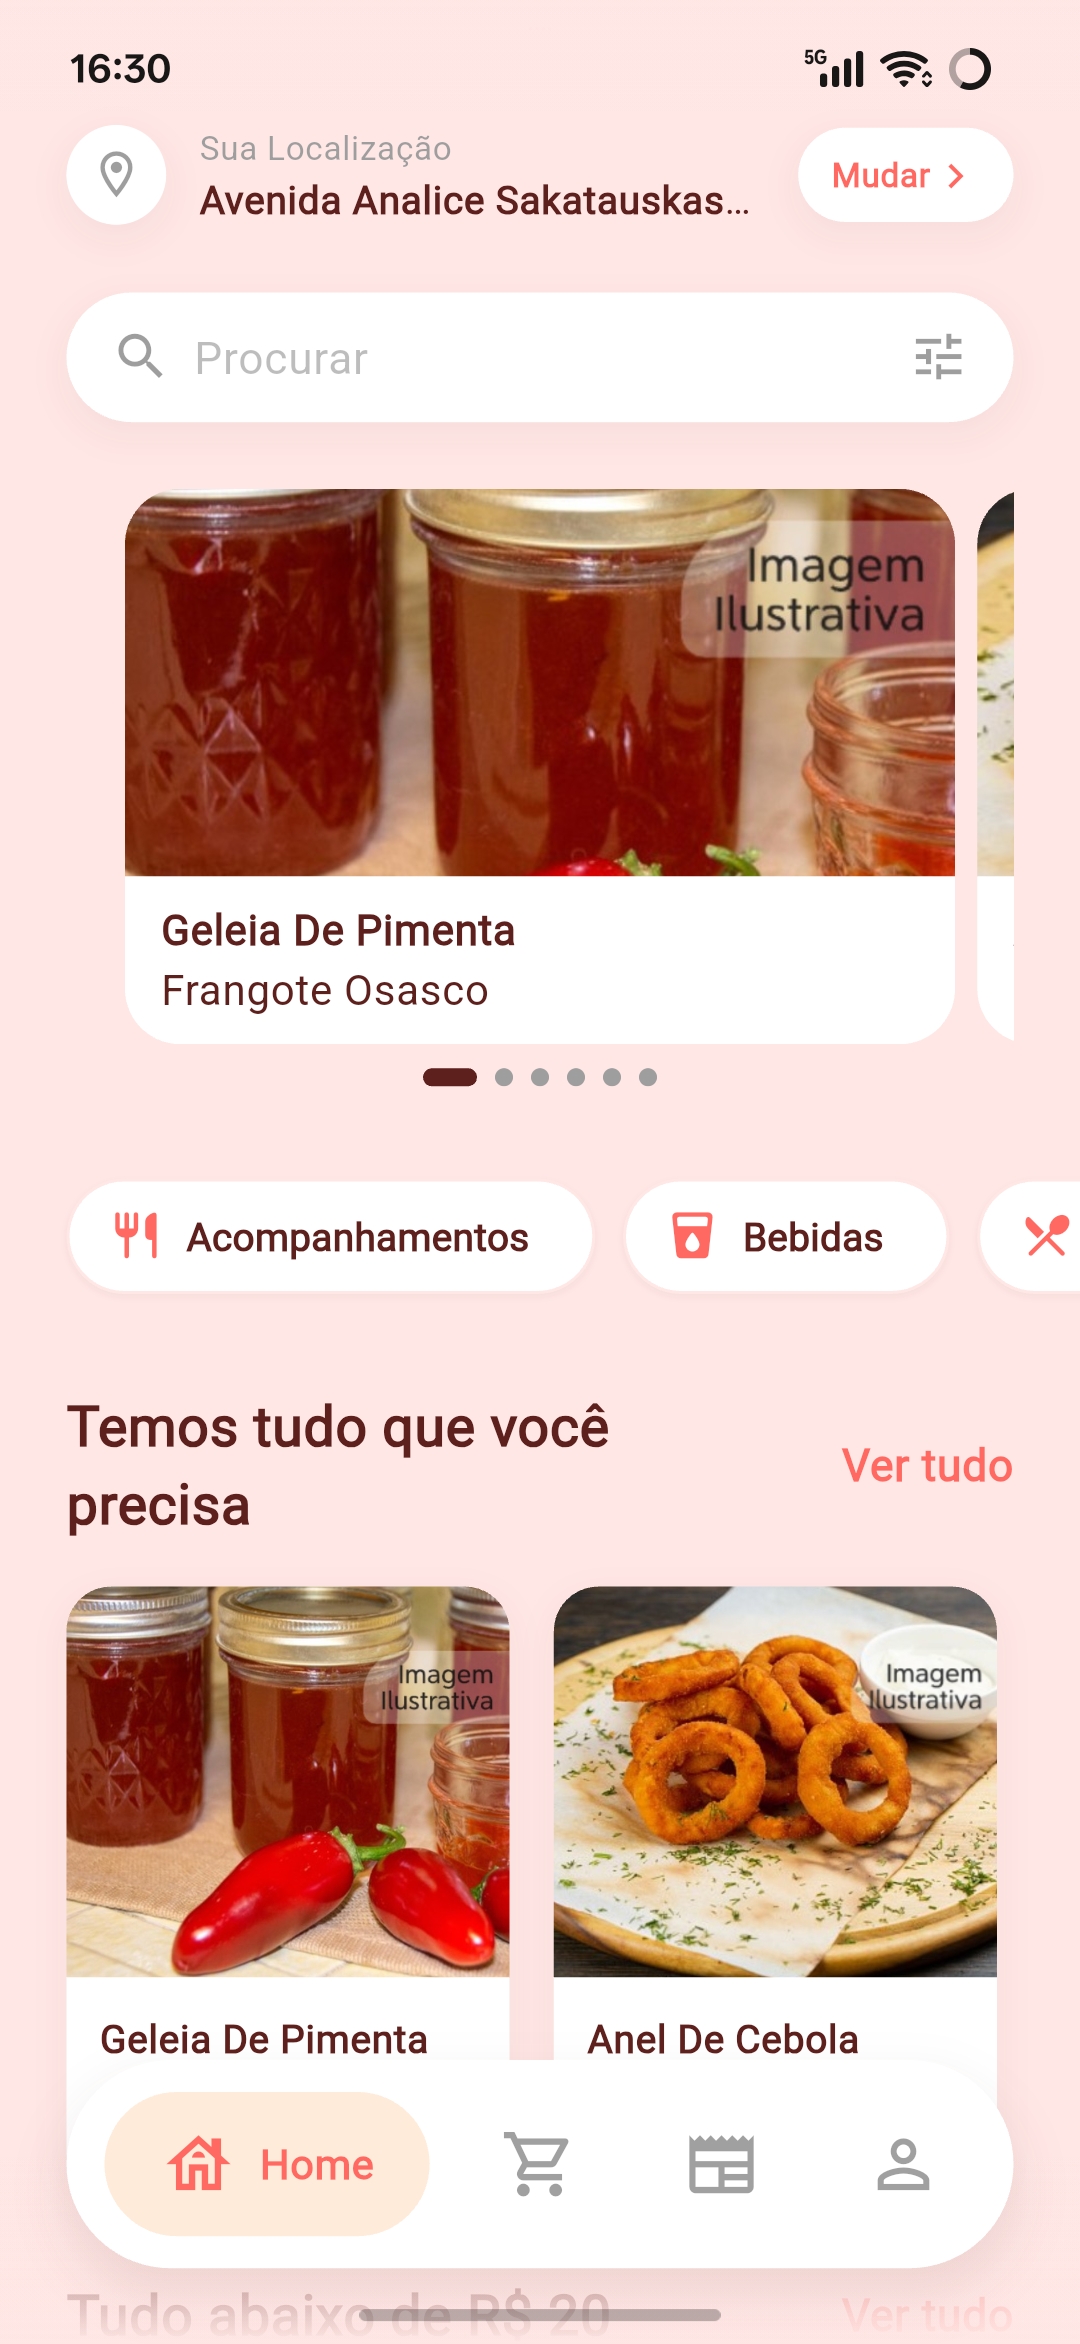 16:30
5G
Sua Localização
Avenida Analice Sakatauskas...
Mudar
Procurar
Imagem
Ilustrativa
Geleia De Pimenta
Frangote Osasco
Acompanhamentos
Bebidas
Temos tudo que você
precisa
Ver tudo
Imagem
Ilustrativa
Imagem
Ilustrativa
Geleia De Pimenta
Anel De Cebola
Home
Tudo abaixo de R$ 20
Ver tudo